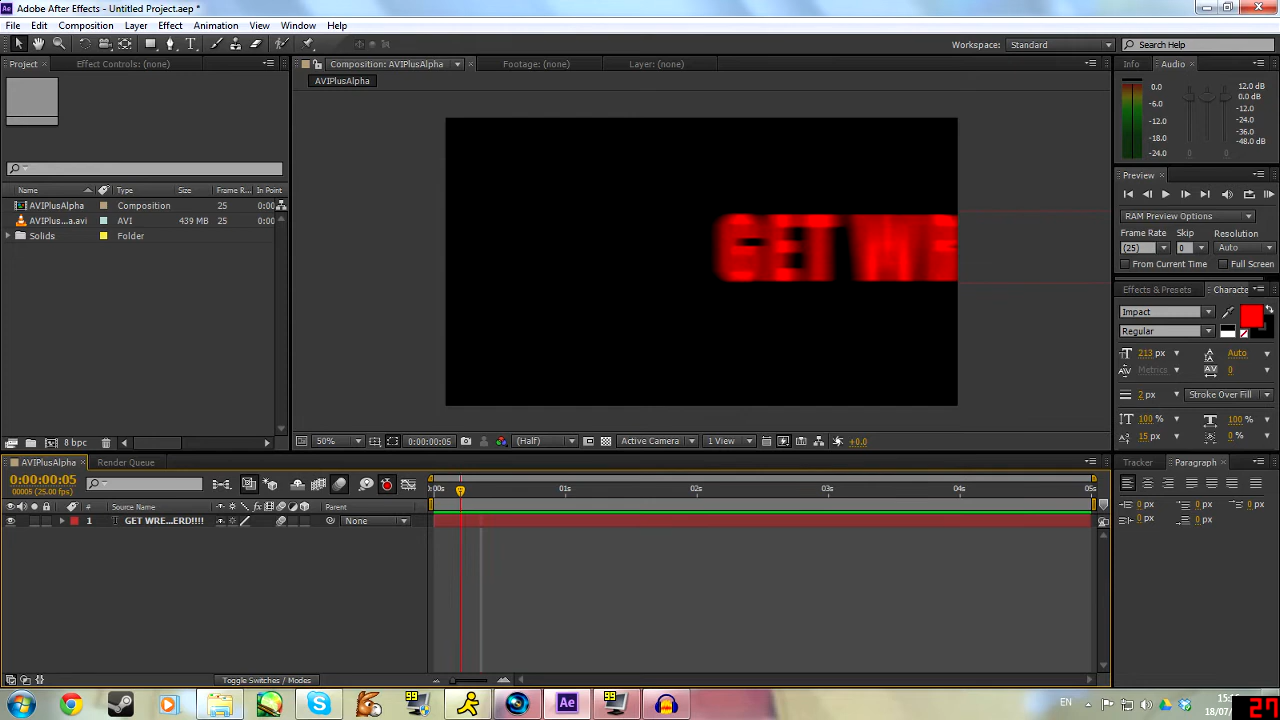 Adobe After Effects - Untitled Project.aep *
File Edit Composition Layer Effect Animation View Window Help
Workspace: Standard Search Help
Project Effect Controls: (none) Composition: AVIPlusAlpha Footage: (none) Layer: (none) Info Audio
AVIPlusAlpha
0.0 -6.0 -12.0 -18.0 -24.0
12.0 dB 0.0 dB -12.0 -24.0 -36.0 -48.0 dB
Name Type Size Frame R... In Point
AVIPlusAlpha Composition 25 0:00
AVIPlus...a.avi AVI 439 MB 25 0:00
Solids Folder
GET WE
Preview
RAM Preview Options
Frame Rate Skip Resolution
(25) 0 Auto
From Current Time Full Screen
Effects & Presets Characte
Impact
Regular
213 px Auto
Metrics 0
2 px Stroke Over Fill
100 % 100 %
15 px 0 %
8 bpc 50% 0:00:00:05 (Half) Active Camera 1 View +0.0
AVIPlusAlpha Render Queue Tracker Paragraph
0:00:00:05
00005 (25.00 fps)
00s 01s 02s 03s 04s 05s
# Source Name Parent
1 T GET WRE...ERD!!!! None
0 px 0 px 0 px
0 px 0 px
Toggle Switches / Modes
EN
18/07/
27